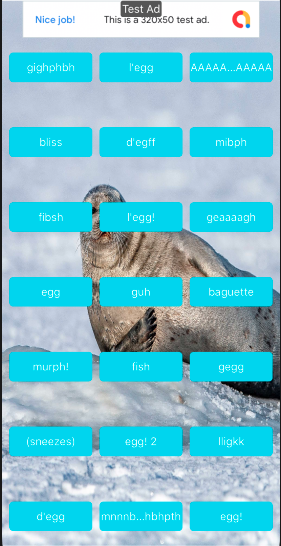 Test Ad
Nice job! This is a 320x50 test ad.
gighphbh l'egg AAAAA...AAAAA
bliss d'egff mibph
fibsh l'egg! geaaaagh
egg guh baguette
murph! fish gegg
(sneezes) egg! 2 lligkk
d'egg mnnnb...hbhpth egg!